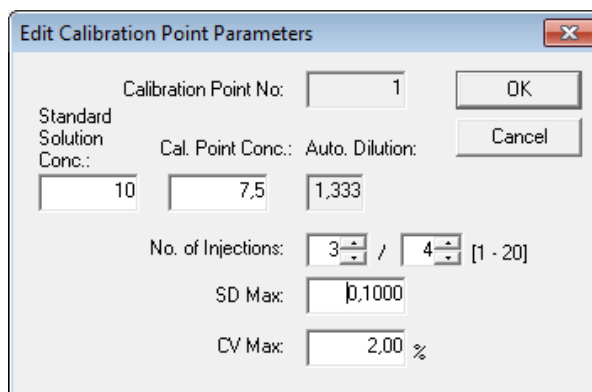 Edit Calibration Point Parameters
Calibration Point No: 1 OK
Standard
Solution
Conc.: Cal. Point Conc.: Auto. Dilution: Cancel
10 7,5 1,333
No. of Injections: 3 / 4 [1 - 20]
SD Max: 0,1000
CV Max: 2,00 %